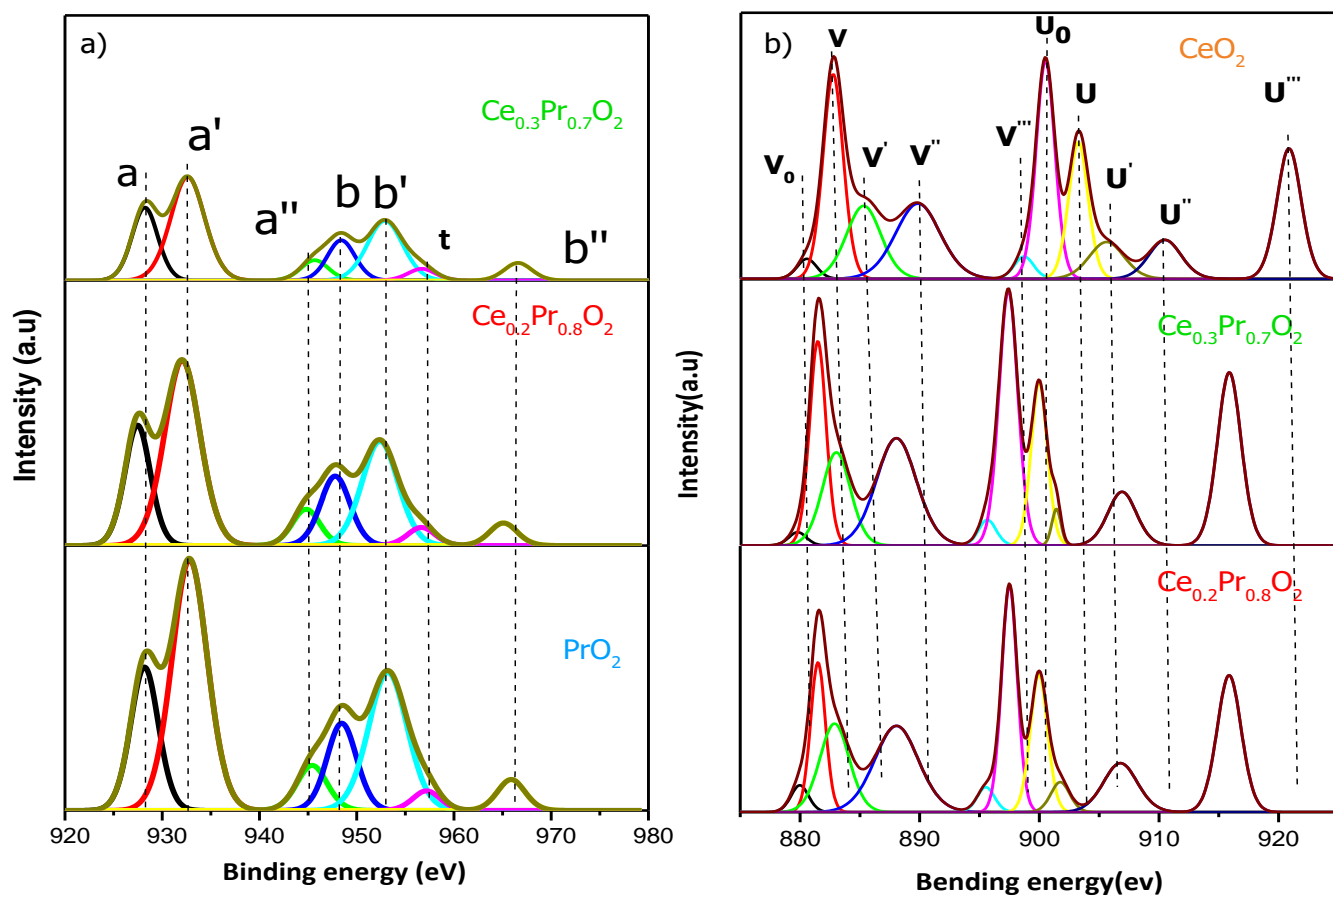 a)
Ce0.3Pr0.7O2
a
a'
a''
b
b'
t
b''
Ce0.2Pr0.8O2
PrO2
Intensity (a.u)
920 930 940 950 960 970 980
Binding energy (eV)
b)
CeO2
V0
V
V'
V''
V'''
U0
U
U'
U''
U'''
Ce0.3Pr0.7O2
Ce0.2Pr0.8O2
Intensity(a.u)
880 890 900 910 920
Bending energy(ev)